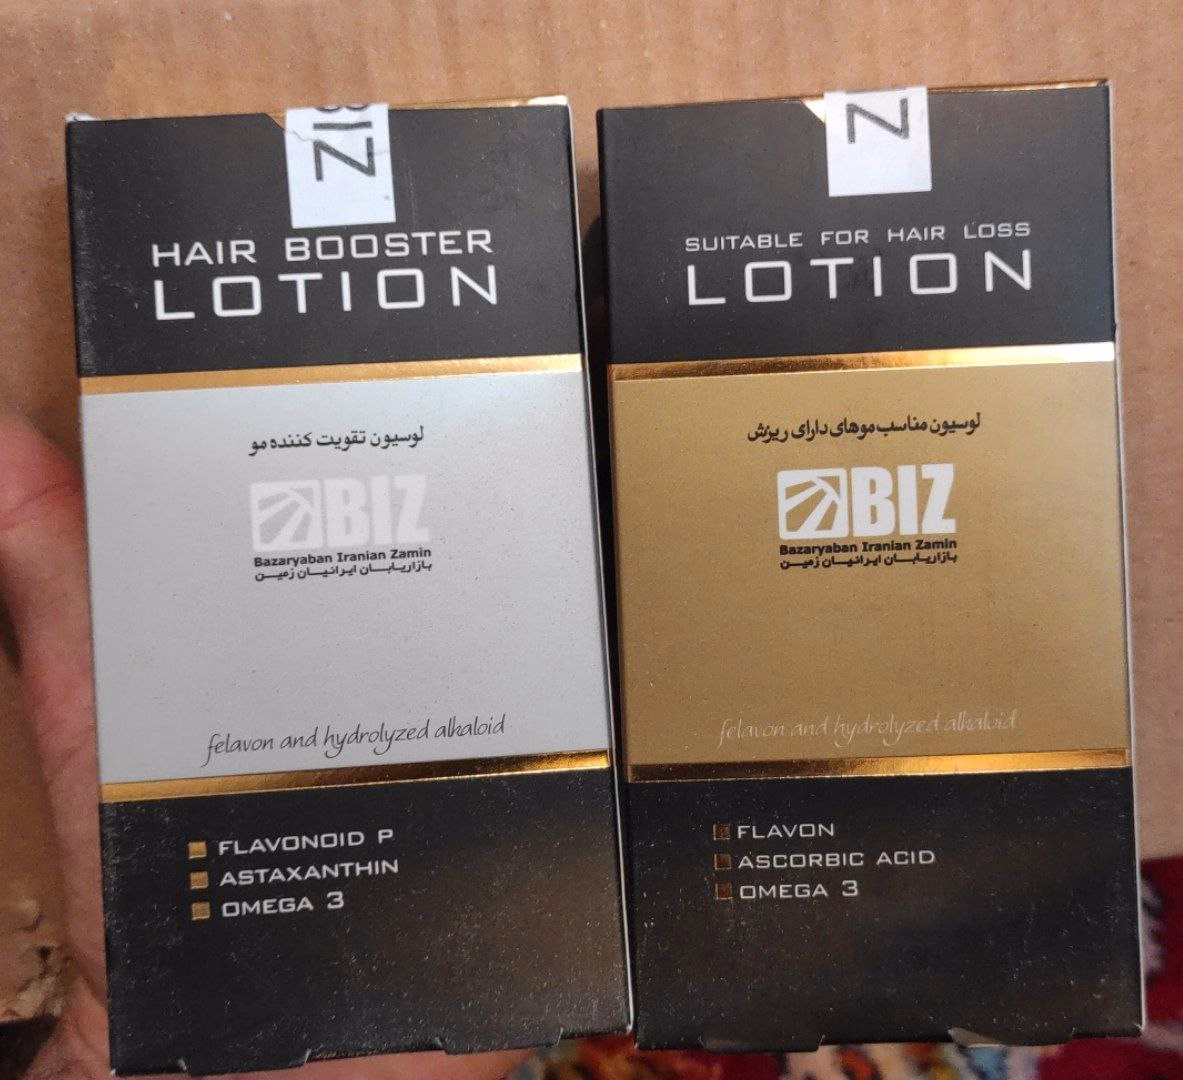 BIZ
HAIR BOOSTER
LOTION
لوسیون تقویت کننده مو
BIZ
Bazaryaban Iranian Zamin
بازاریابان ایرانیان زمین
felavon and hydrolyzed alkaloid
FLAVONOID P
ASTAXANTHIN
OMEGA 3
Z
SUITABLE FOR HAIR LOSS
LOTION
لوسیون مناسب موهای دارای ریزش
BIZ
Bazaryaban Iranian Zamin
بازاریابان ایرانیان زمین
felavon and hydrolyzed alkaloid
FLAVON
ASCORBIC ACID
OMEGA 3